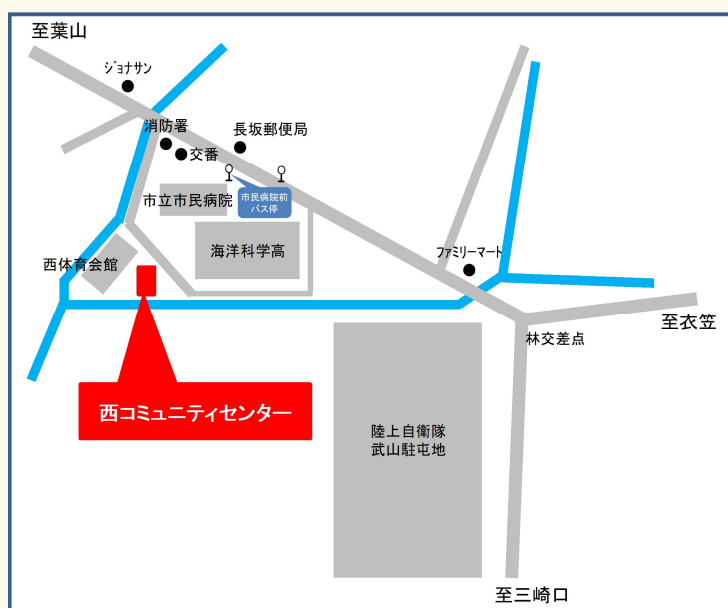 至葉山
ジョナサン
消防署
長坂郵便局
交番
市立市民病院
市民病院前
バス停
海洋科学高
西体育会館
ファミリーマート
至衣笠
林交差点
西コミュニティセンター
陸上自衛隊
武山駐屯地
至三崎口